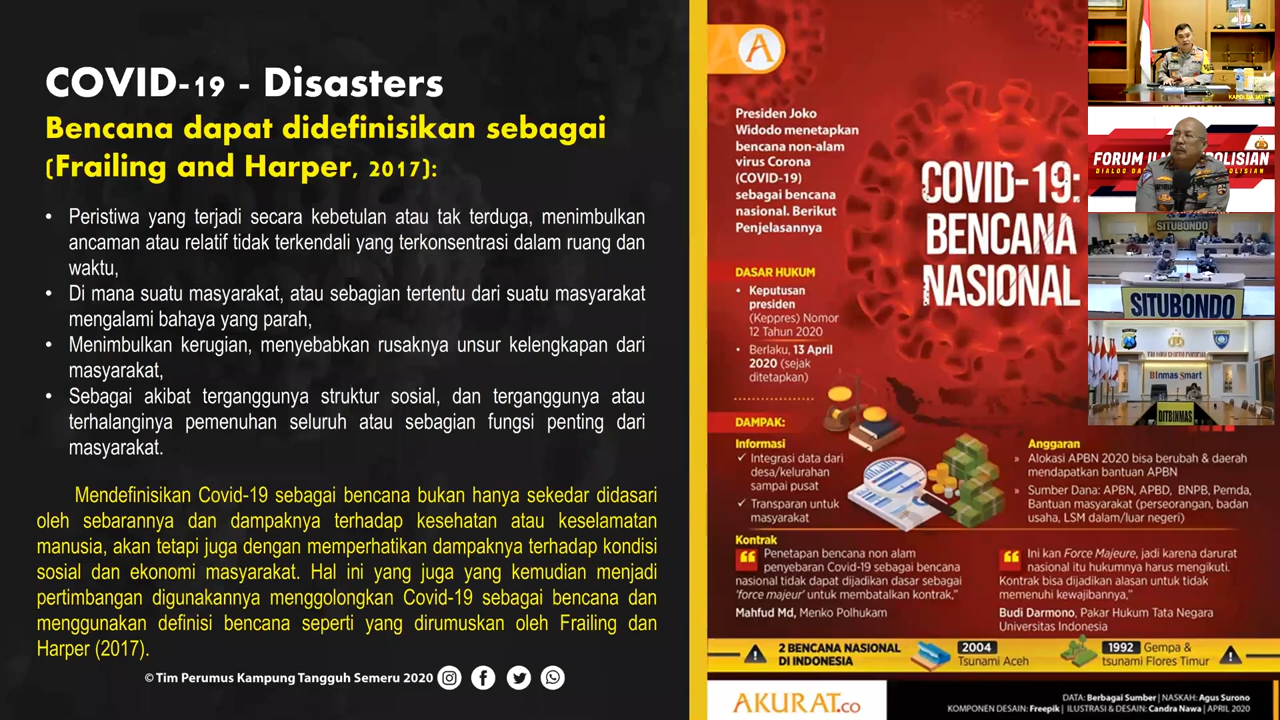 COVID-19 - Disasters
Bencana dapat didefinisikan sebagai
(Frailing and Harper, 2017):
• Peristiwa yang terjadi secara kebetulan atau tak terduga, menimbulkan
ancaman atau relatif tidak terkendali yang terkonsentrasi dalam ruang dan
waktu,
• Di mana suatu masyarakat, atau sebagian tertentu dari suatu masyarakat
mengalami bahaya yang parah,
• Menimbulkan kerugian, menyebabkan rusaknya unsur kelengkapan dari
masyarakat,
• Sebagai akibat terganggunya struktur sosial, dan terganggunya atau
terhalanginya pemenuhan seluruh atau sebagian fungsi penting dari
masyarakat.
Mendefinisikan Covid-19 sebagai bencana bukan hanya sekedar didasari
oleh sebarannya dan dampaknya terhadap kesehatan atau keselamatan
manusia, akan tetapi juga dengan memperhatikan dampaknya terhadap kondisi
sosial dan ekonomi masyarakat. Hal ini yang juga yang kemudian menjadi
pertimbangan digunakannya menggolongkan Covid-19 sebagai bencana dan
menggunakan definisi bencana seperti yang dirumuskan oleh Frailing dan
Harper (2017).
©Tim Perumus Kampung Tangguh Semeru 2020
A
Presiden Joko
Widodo menetapkan
bencana non-alam
virus Corona
(COVID-19)
sebagai bencana
nasional. Berikut
Penjelasannya
COVID-19:
BENCANA
NASIONAL
DASAR HUKUM
• Keputusan
presiden
(Keppres) Nomor
12 Tahun 2020
• Berlaku, 13 April
2020 (sejak
ditetapkan)
DAMPAK:
Informasi
✓ Integrasi data dari
desa/kelurahan
sampai pusat
✓ Transparan untuk
masyarakat
Anggaran
» Alokasi APBN 2020 bisa berubah & daerah
mendapatkan bantuan APBN
» Sumber Dana: APBN, APBD, BNPB, Pemda,
Bantuan masyarakat (perseorangan, badan
usaha, LSM dalam/luar negeri)
Kontrak
“ Penetapan bencana non alam
penyebaran Covid-19 sebagai bencana
nasional tidak dapat dijadikan dasar sebagai
'force majeur' untuk membatalkan kontrak,”
Mahfud Md, Menko Polhukam
“ Ini kan Force Majeure, jadi karena darurat
nasional itu hukumnya harus mengikuti.
Kontrak bisa dijadikan alasan untuk tidak
memenuhi kewajibannya,”
Budi Darmono, Pakar Hukum Tata Negara
Universitas Indonesia
2 BENCANA NASIONAL
DI INDONESIA
2004
Tsunami Aceh
1992 Gempa &
tsunami Flores Timur
AKURAT.co
DATA: Berbagai Sumber | NASKAH: Agus Surono
KOMPONEN DESAIN: Freepik | ILUSTRASI & DESAIN: Candra Nawa | APRIL 2020
KAPOLDA JATIM
FORUM
SITUBONDO
SITUBONDO
Binmas Smart
DITBINMAS